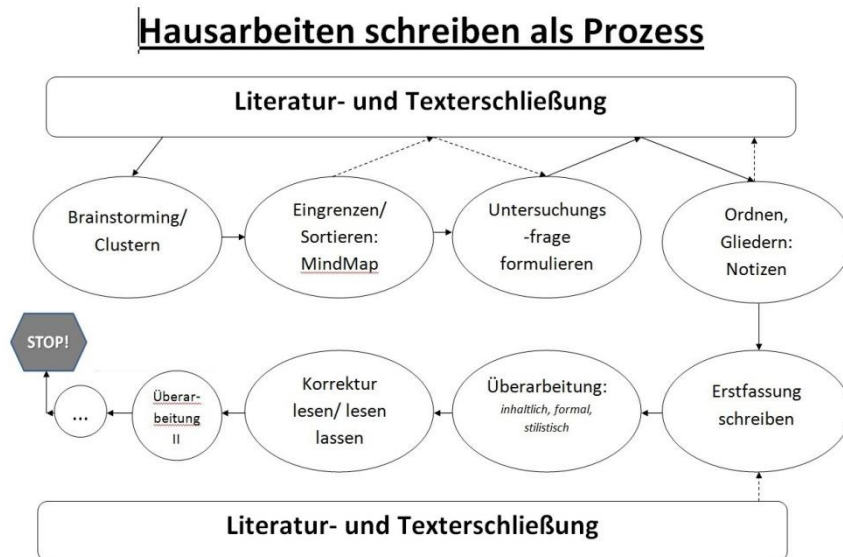 Hausarbeiten schreiben als Prozess
Literatur- und Texterschließung
Brainstorming/
Clustern
Eingrenzen/
Sortieren:
MindMap
Untersuchungs
-frage
formulieren
Ordnen,
Gliedern:
Notizen
STOP!
...
Überar-
beitung
II
Korrektur
lesen/ lesen
lassen
Überarbeitung:
inhaltlich, formal,
stilistisch
Erstfassung
schreiben
Literatur- und Texterschließung